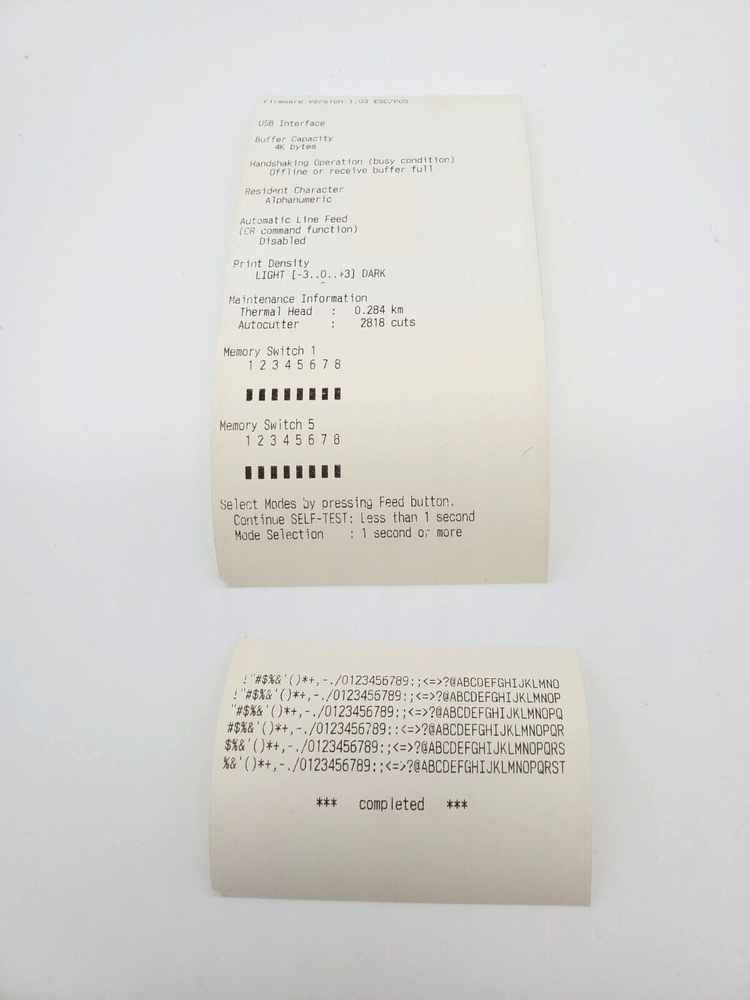 Firmware Version 1.03 ESC/POS
USB Interface
Buffer Capacity
4K bytes
Handshaking Operation (busy condition)
Offline or receive buffer full
Resident Character
Alphanumeric
Automatic Line Feed
(CR command function)
Disabled
Print Density
LIGHT [-3..0..+3] DARK
^
Maintenance Information
Thermal Head : 0.284 km
Autocutter : 2818 cuts
Memory Switch 1
1 2 3 4 5 6 7 8
Memory Switch 5
1 2 3 4 5 6 7 8
Select Modes by pressing Feed button.
Continue SELF-TEST: Less than 1 second
Mode Selection : 1 second or more
!"#$%&'()*+,-./0123456789:;<=>?@ABCDEFGHIJKLMNO
!"#$%&'()*+,-./0123456789:;<=>?@ABCDEFGHIJKLMNOP
"#$%&'()*+,-./0123456789:;<=>?@ABCDEFGHIJKLMNOPQ
#$%&'()*+,-./0123456789:;<=>?@ABCDEFGHIJKLMNOPQR
$%&'()*+,-./0123456789:;<=>?@ABCDEFGHIJKLMNOPQRS
%&'()*+,-./0123456789:;<=>?@ABCDEFGHIJKLMNOPQRST
*** completed ***